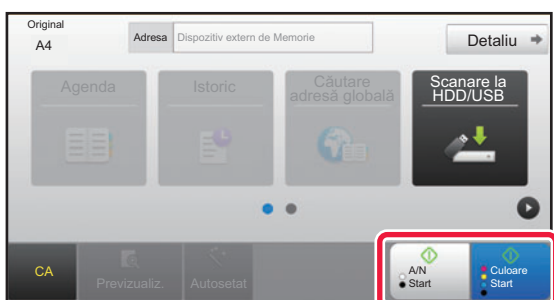 Original
A4
Adresa
Dispozitiv extern de Memorie
Detaliu
Agenda
Istoric
Căutare
adresă globală
Scanare la
HDD/USB
CA
Previzualiz.
Autosetat
A/N
Start
Culoare
Start